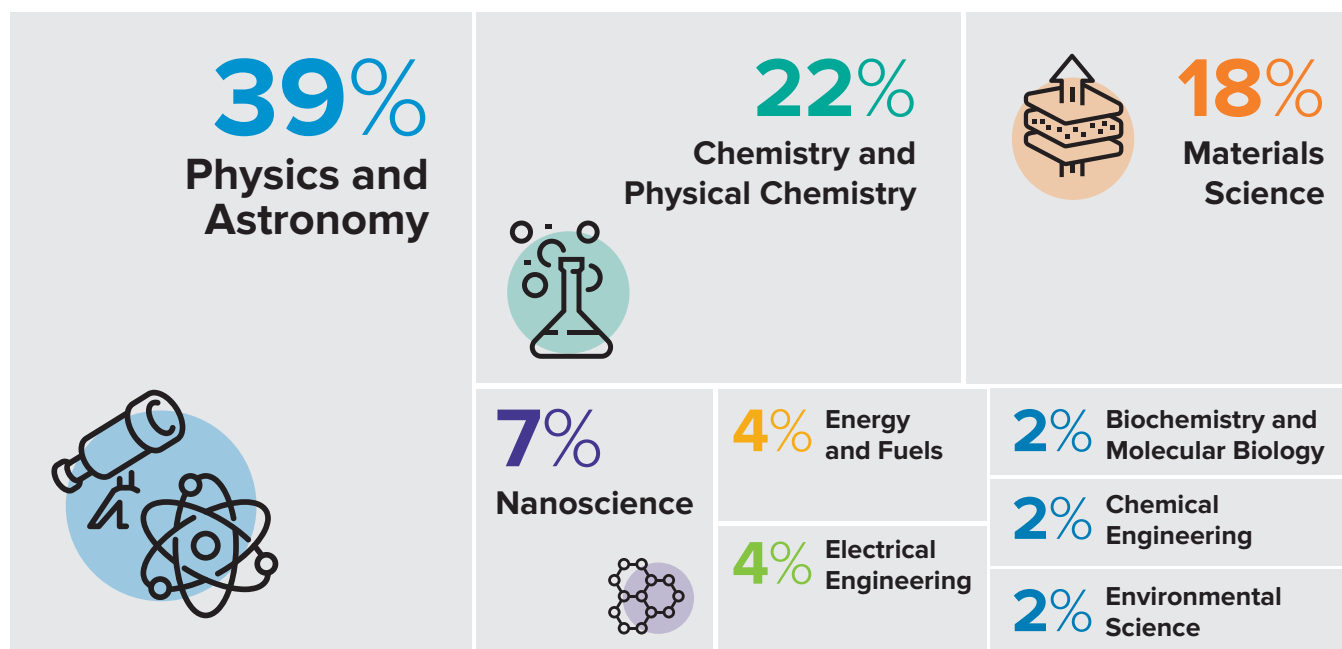 39%
Physics and
Astronomy
22%
Chemistry and
Physical Chemistry
18%
Materials
Science
7%
Nanoscience
4%
Energy
and Fuels
4%
Electrical
Engineering
2%
Biochemistry and
Molecular Biology
2%
Chemical
Engineering
2%
Environmental
Science